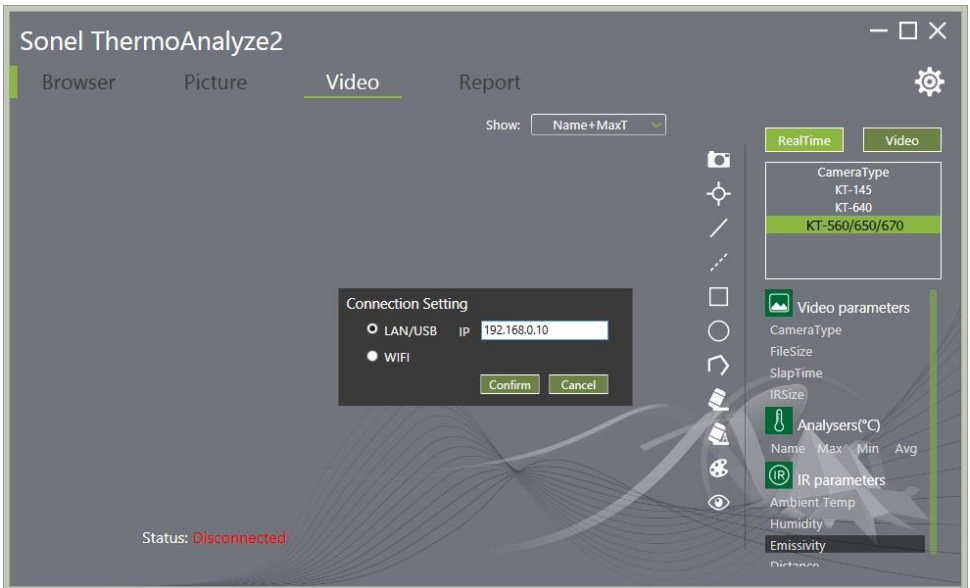 Sonel ThermoAnalyze2
Browser Picture Video Report
Show: Name+MaxT
RealTime Video
CameraType
KT-145
KT-640
KT-560/650/670
Connection Setting
LAN/USB IP 192.168.0.10
WIFI
Confirm Cancel
Video parameters
CameraType
FileSize
SlapTime
IRSize
Analysers(°C)
Name Max Min Avg
IR IR parameters
Ambient Temp
Humidity
Emissivity
Distance
A
Status: Disconnected